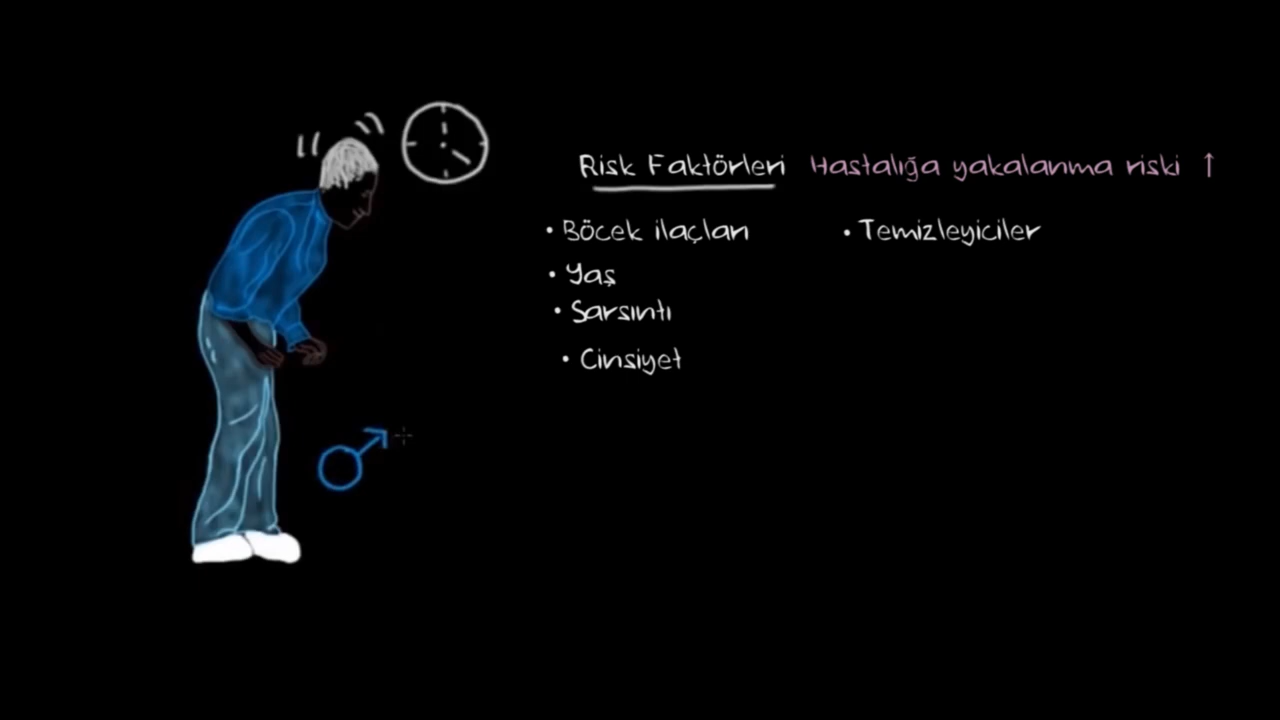 Risk Faktörleri Hastalığa yakalanma riski ↑
• Böcek ilaçları • Temizleyiciler
• Yaş
• Sarsıntı
• Cinsiyet